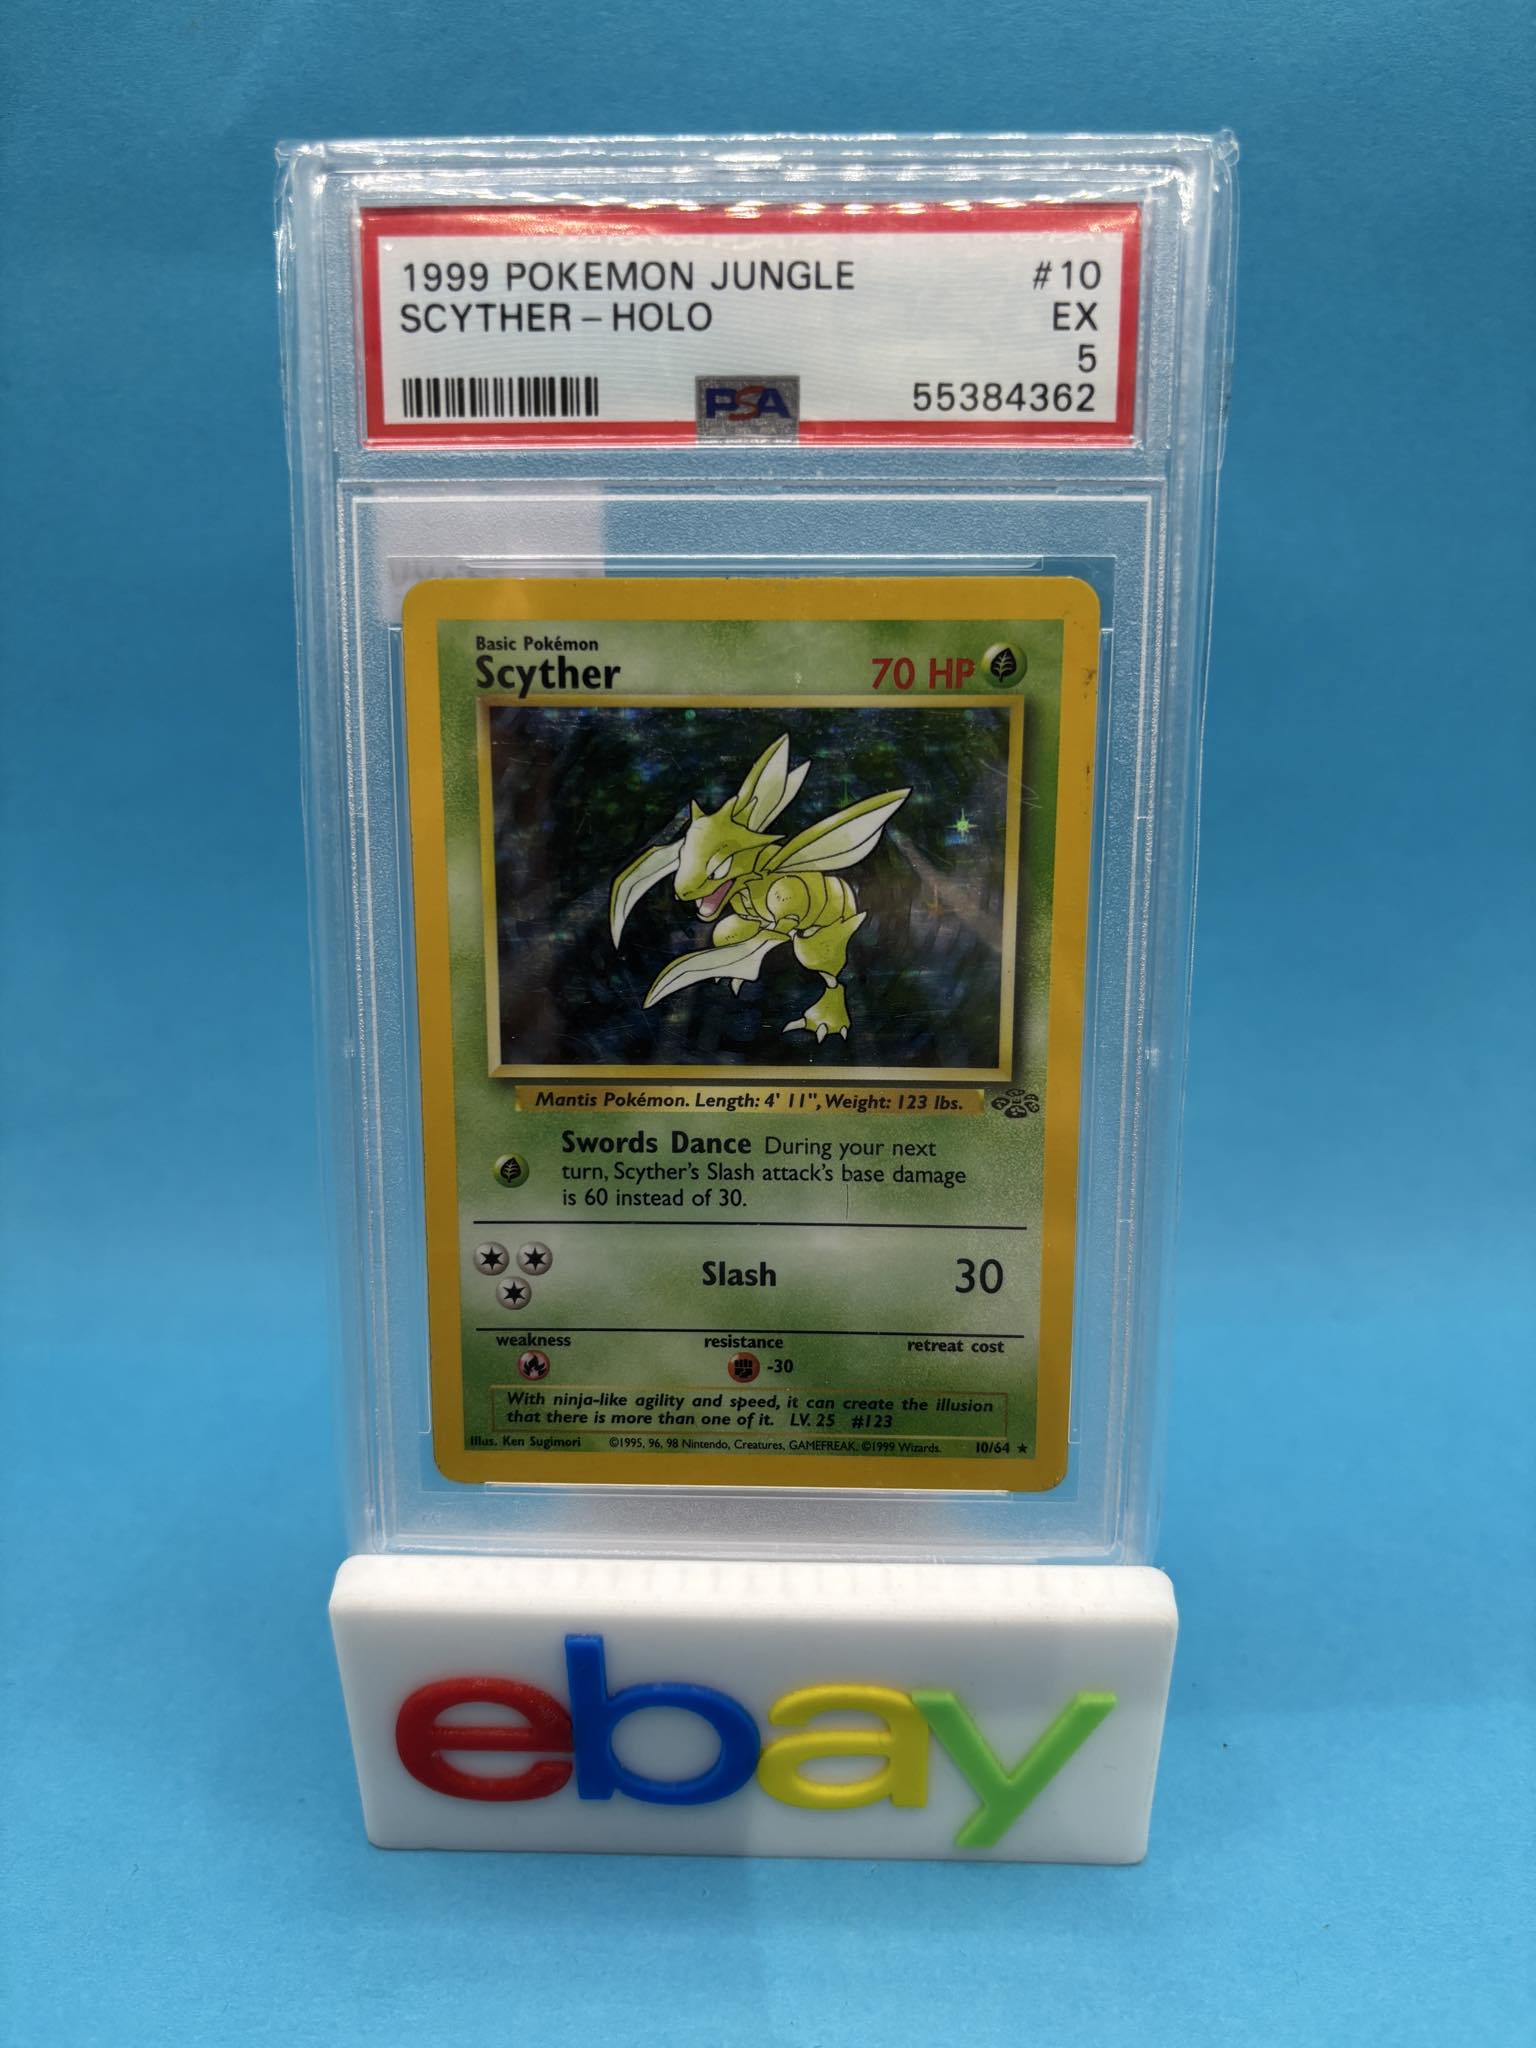 1999 POKEMON JUNGLE #10
SCYTHER – HOLO EX
5
PSA 55384362
Basic Pokémon
Scyther 70 HP
Mantis Pokémon. Length: 4' 11", Weight: 123 lbs.
Swords Dance During your next
turn, Scyther's Slash attack's base damage
is 60 instead of 30.
Slash 30
weakness resistance retreat cost
-30
With ninja-like agility and speed, it can create the illusion
that there is more than one of it. LV. 25 #123
Illus. Ken Sugimori ©1995, 96, 98 Nintendo, Creatures, GAMEFREAK. ©1999 Wizards. 10/64 ★
ebay